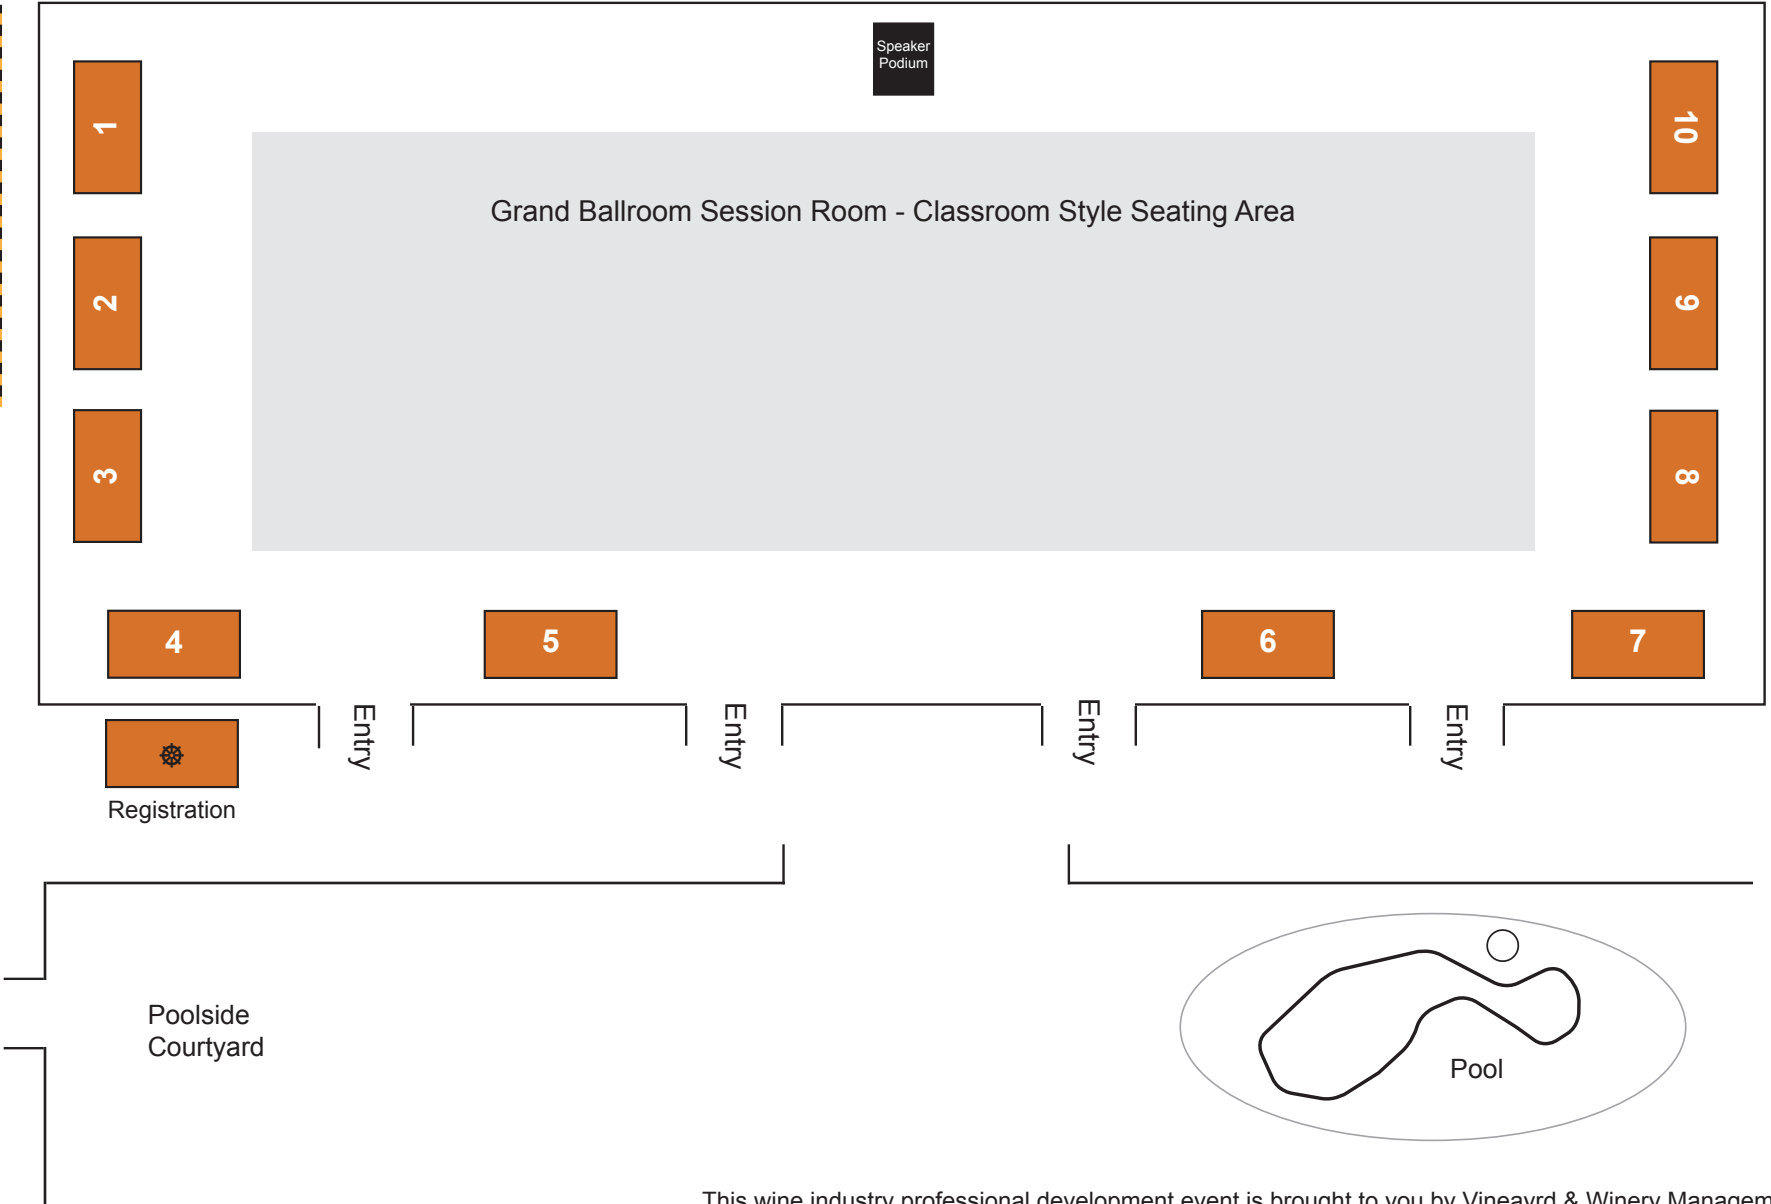 Speaker
Podium
1
10
Grand Ballroom Session Room - Classroom Style Seating Area
2
9
3
8
4
5
6
7
Entry
Entry
Entry
Entry
Registration
Poolside
Courtyard
Pool
This wine industry professional development event is brought to you by Vineayrd & Winery Managem